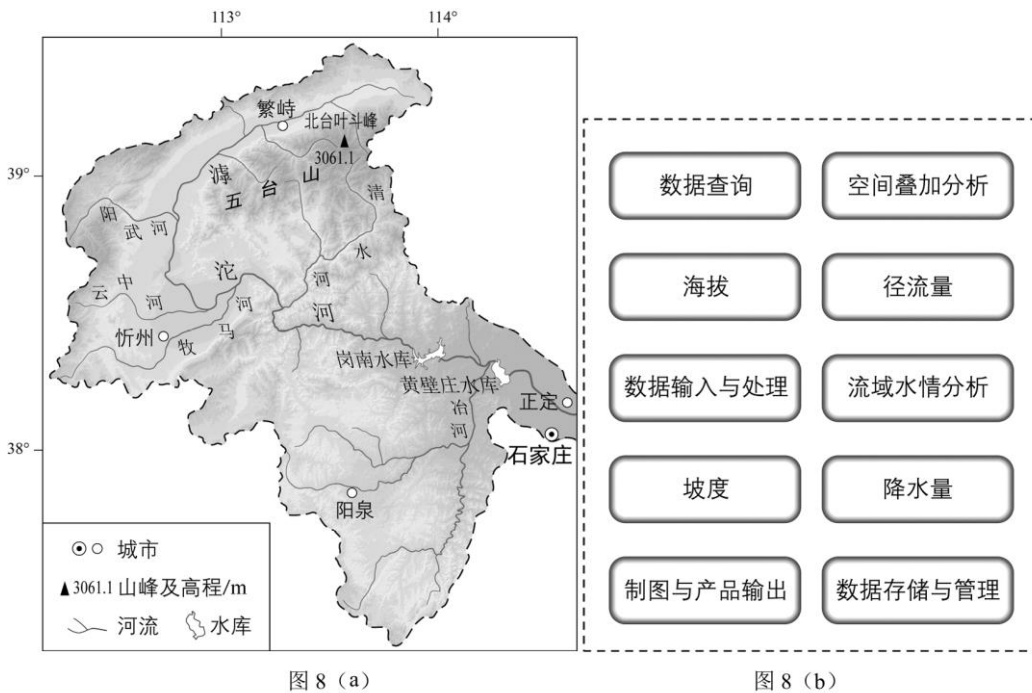 113°
114°
39°
38°
繁峙
北台叶斗峰
3061.1
滹
沱
河
五台山
清
水
河
阳武河
云中河
忻州
牧马河
岗南水库
黄壁庄水库
冶河
正定
石家庄
阳泉
城市
3061.1 山峰及高程/m
河流 水库
图 8（a）
数据查询 空间叠加分析
海拔 径流量
数据输入与处理 流域水情分析
坡度 降水量
制图与产品输出 数据存储与管理
图 8（b）